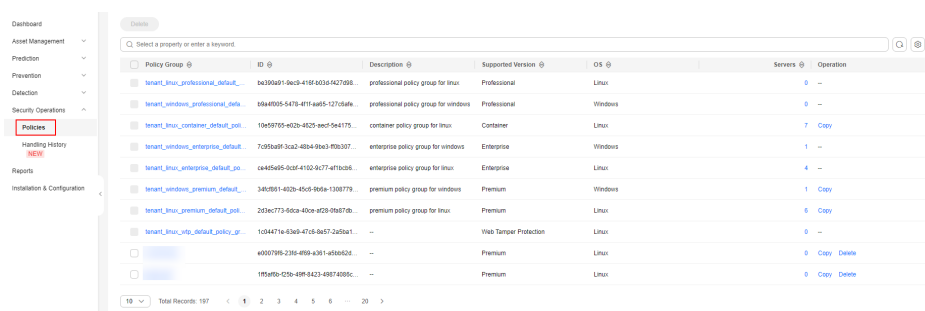 Dashboard
Asset Management
Prediction
Prevention
Detection
Security Operations
Policies
Handling History
NEW
Reports
Installation & Configuration
Delete
Select a property or enter a keyword.
Policy Group ID Description Supported Version OS Servers Operation
tenant_linux_professional_default_... be390a91-9ec9-416f-b03d-f427d98... professional policy group for linux Professional Linux 0 --
tenant_windows_professional_defa... b9a4f005-5478-4f1f-aa65-127c6afe... professional policy group for windows Professional Windows 0 --
tenant_linux_container_default_poli... 10e59765-e02b-4625-aecf-5e4175... container policy group for linux Container Linux 7 Copy
tenant_windows_enterprise_default... 7c95ba9f-3ca2-48b4-9be3-ff0b307... enterprise policy group for windows Enterprise Windows 1 --
tenant_linux_enterprise_default_po... ce4d5e95-0cbf-4102-9c77-ef1bcb6... enterprise policy group for linux Enterprise Linux 4 --
tenant_windows_premium_default_... 34fcf861-402b-45c6-9b6a-1308779... premium policy group for windows Premium Windows 1 Copy
tenant_linux_premium_default_poli... 2d3ec773-6dca-40ce-af28-0fa87db... premium policy group for linux Premium Linux 6 Copy
tenant_linux_wtp_default_policy_gr... 1c04471e-63e9-47c6-8e57-2a5ba1... -- Web Tamper Protection Linux 0 --
e00079f6-23fd-4f69-a361-a5bb62d... -- Premium Linux 0 Copy Delete
1ff5af6b-f25b-49ff-8423-49874086c... -- Premium Linux 0 Copy Delete
10 Total Records: 197 < 1 2 3 4 5 6 ... 20 >